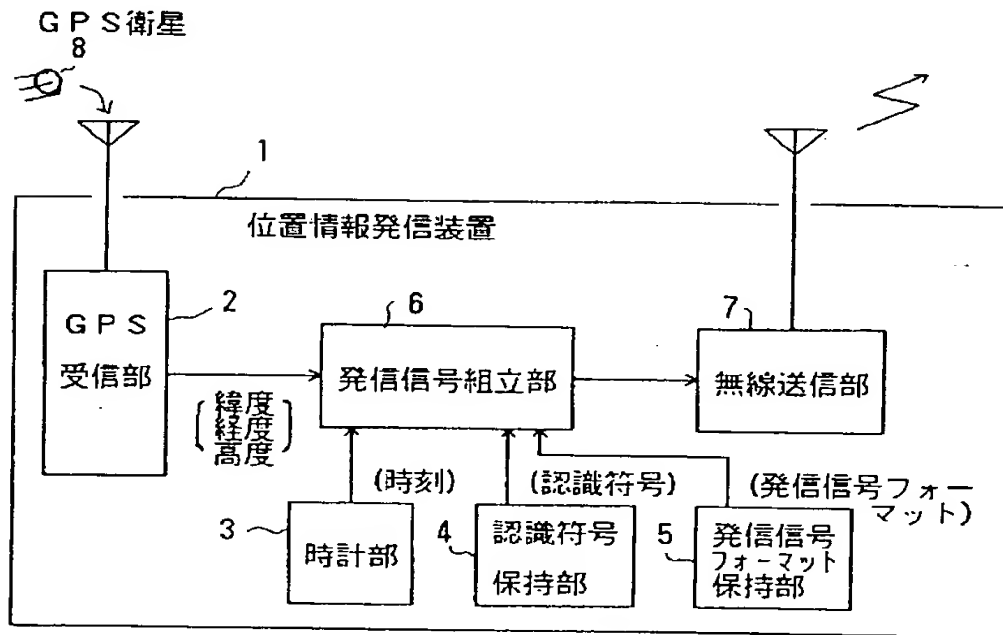 GPS衛星
8
1
位置情報発信装置
GPS
受信部
2
6
発信信号組立部
7
無線送信部
緯度
経度
高度
(時刻)
(認識符号)
(発信信号フォー
マット)
3
時計部
4
認識符号
保持部
5
発信信号
フォーマット
保持部